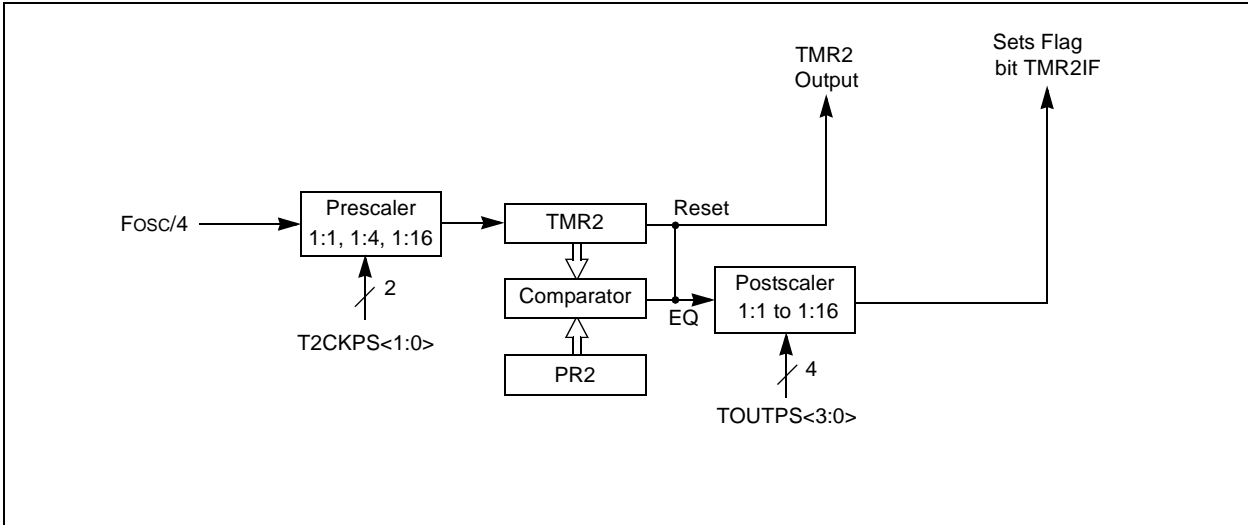 Sets Flag
bit TMR2IF
TMR2
Output
Fosc/4
Prescaler
1:1, 1:4, 1:16
2
T2CKPS<1:0>
TMR2
Reset
Comparator
EQ
PR2
Postscaler
1:1 to 1:16
4
TOUTPS<3:0>